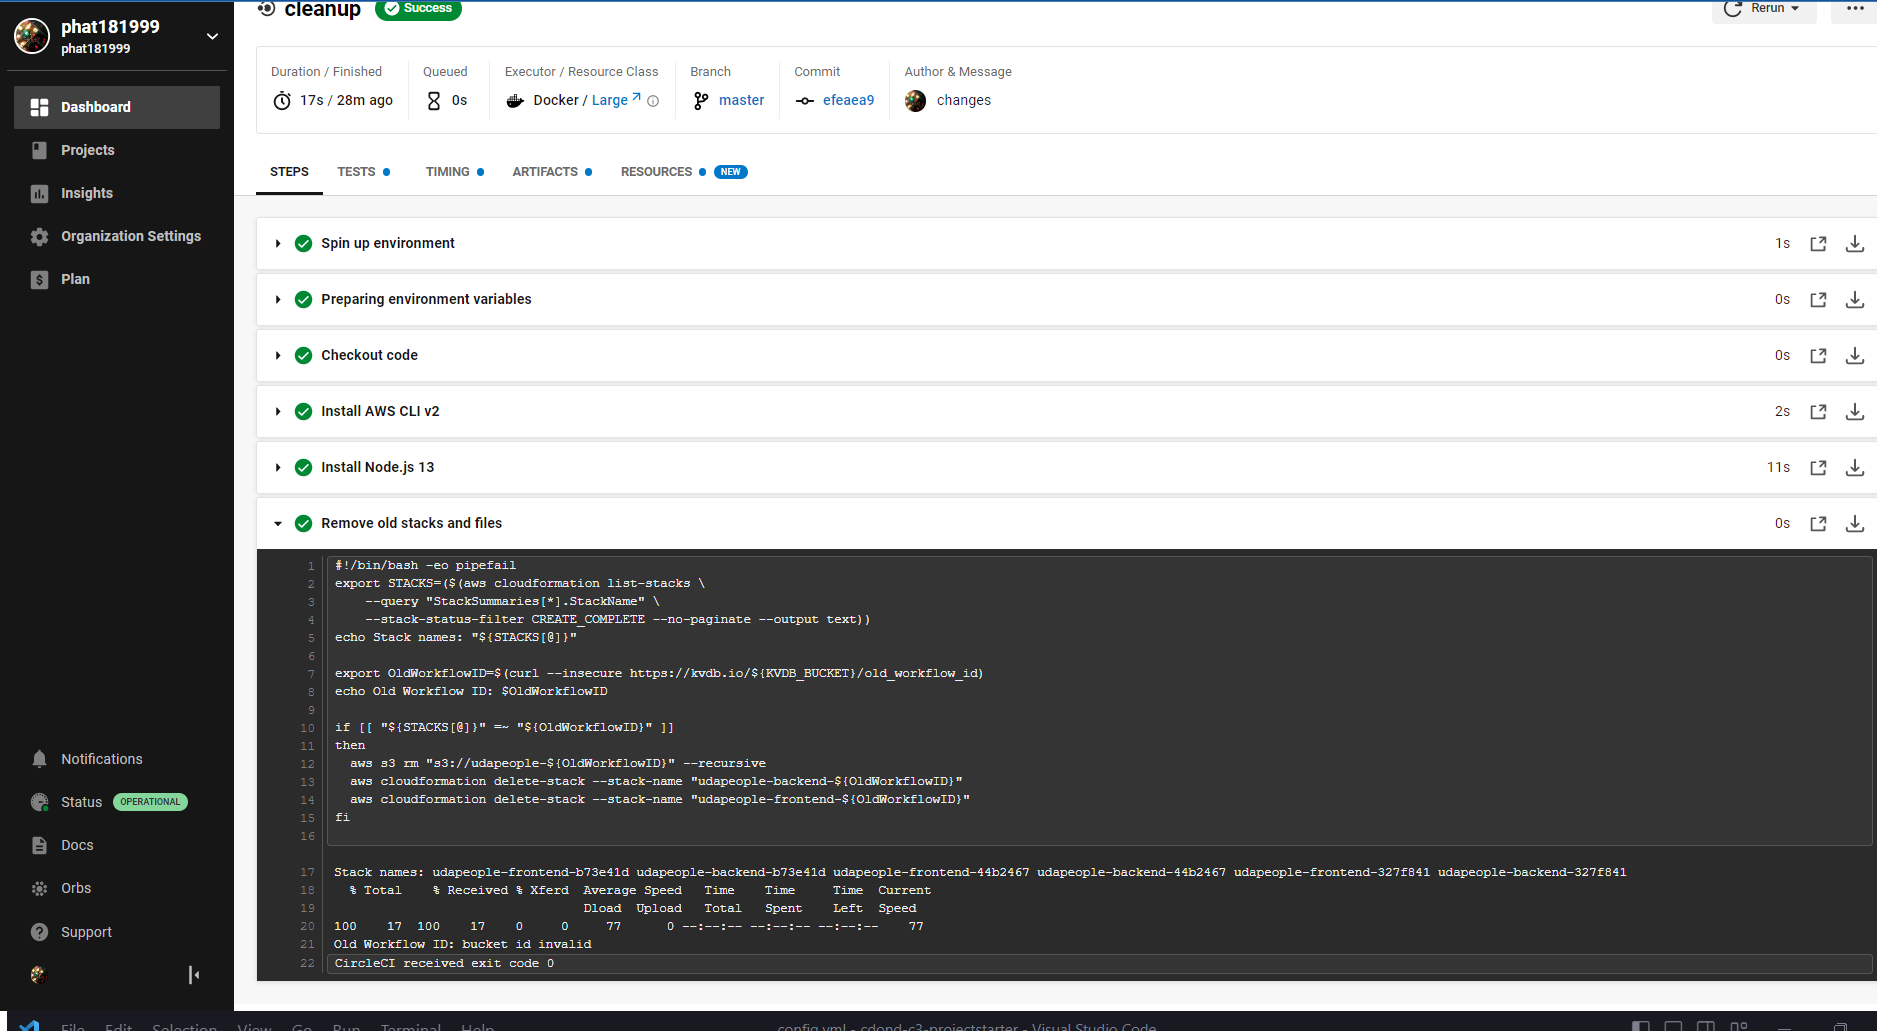 phat181999
phat181999
Dashboard
Projects
Insights
Organization Settings
Plan
Notifications
Status OPERATIONAL
Docs
Orbs
Support
cleanup Success
Rerun
Duration / Finished Queued Executor / Resource Class Branch Commit Author & Message
17s / 28m ago 0s Docker / Large master efeaea9 changes
STEPS TESTS TIMING ARTIFACTS RESOURCES NEW
Spin up environment 1s
Preparing environment variables 0s
Checkout code 0s
Install AWS CLI v2 2s
Install Node.js 13 11s
Remove old stacks and files 0s
1 #!/bin/bash -eo pipefail
2 export STACKS=($(aws cloudformation list-stacks \
3 --query "StackSummaries[*].StackName" \
4 --stack-status-filter CREATE_COMPLETE --no-paginate --output text))
5 echo Stack names: "${STACKS[@]}"
6
7 export OldWorkflowID=$(curl --insecure https://kvdb.io/${KVDB_BUCKET}/old_workflow_id)
8 echo Old Workflow ID: $OldWorkflowID
9
10 if [[ "${STACKS[@]}" =~ "${OldWorkflowID}" ]]
11 then
12 aws s3 rm "s3://udapeople-${OldWorkflowID}" --recursive
13 aws cloudformation delete-stack --stack-name "udapeople-backend-${OldWorkflowID}"
14 aws cloudformation delete-stack --stack-name "udapeople-frontend-${OldWorkflowID}"
15 fi
16
17 Stack names: udapeople-frontend-b73e41d udapeople-backend-b73e41d udapeople-frontend-44b2467 udapeople-backend-44b2467 udapeople-frontend-327f841 udapeople-backend-327f841
18 % Total % Received % Xferd Average Speed Time Time Time Current
19 Dload Upload Total Spent Left Speed
20 100 17 100 17 0 0 77 0 --:--:-- --:--:-- --:--:-- 77
21 Old Workflow ID: bucket id invalid
22 CircleCI received exit code 0
File Edit Selection View Go Run Terminal Help config.yml - cdond-c3-projectstarter - Visual Studio Code